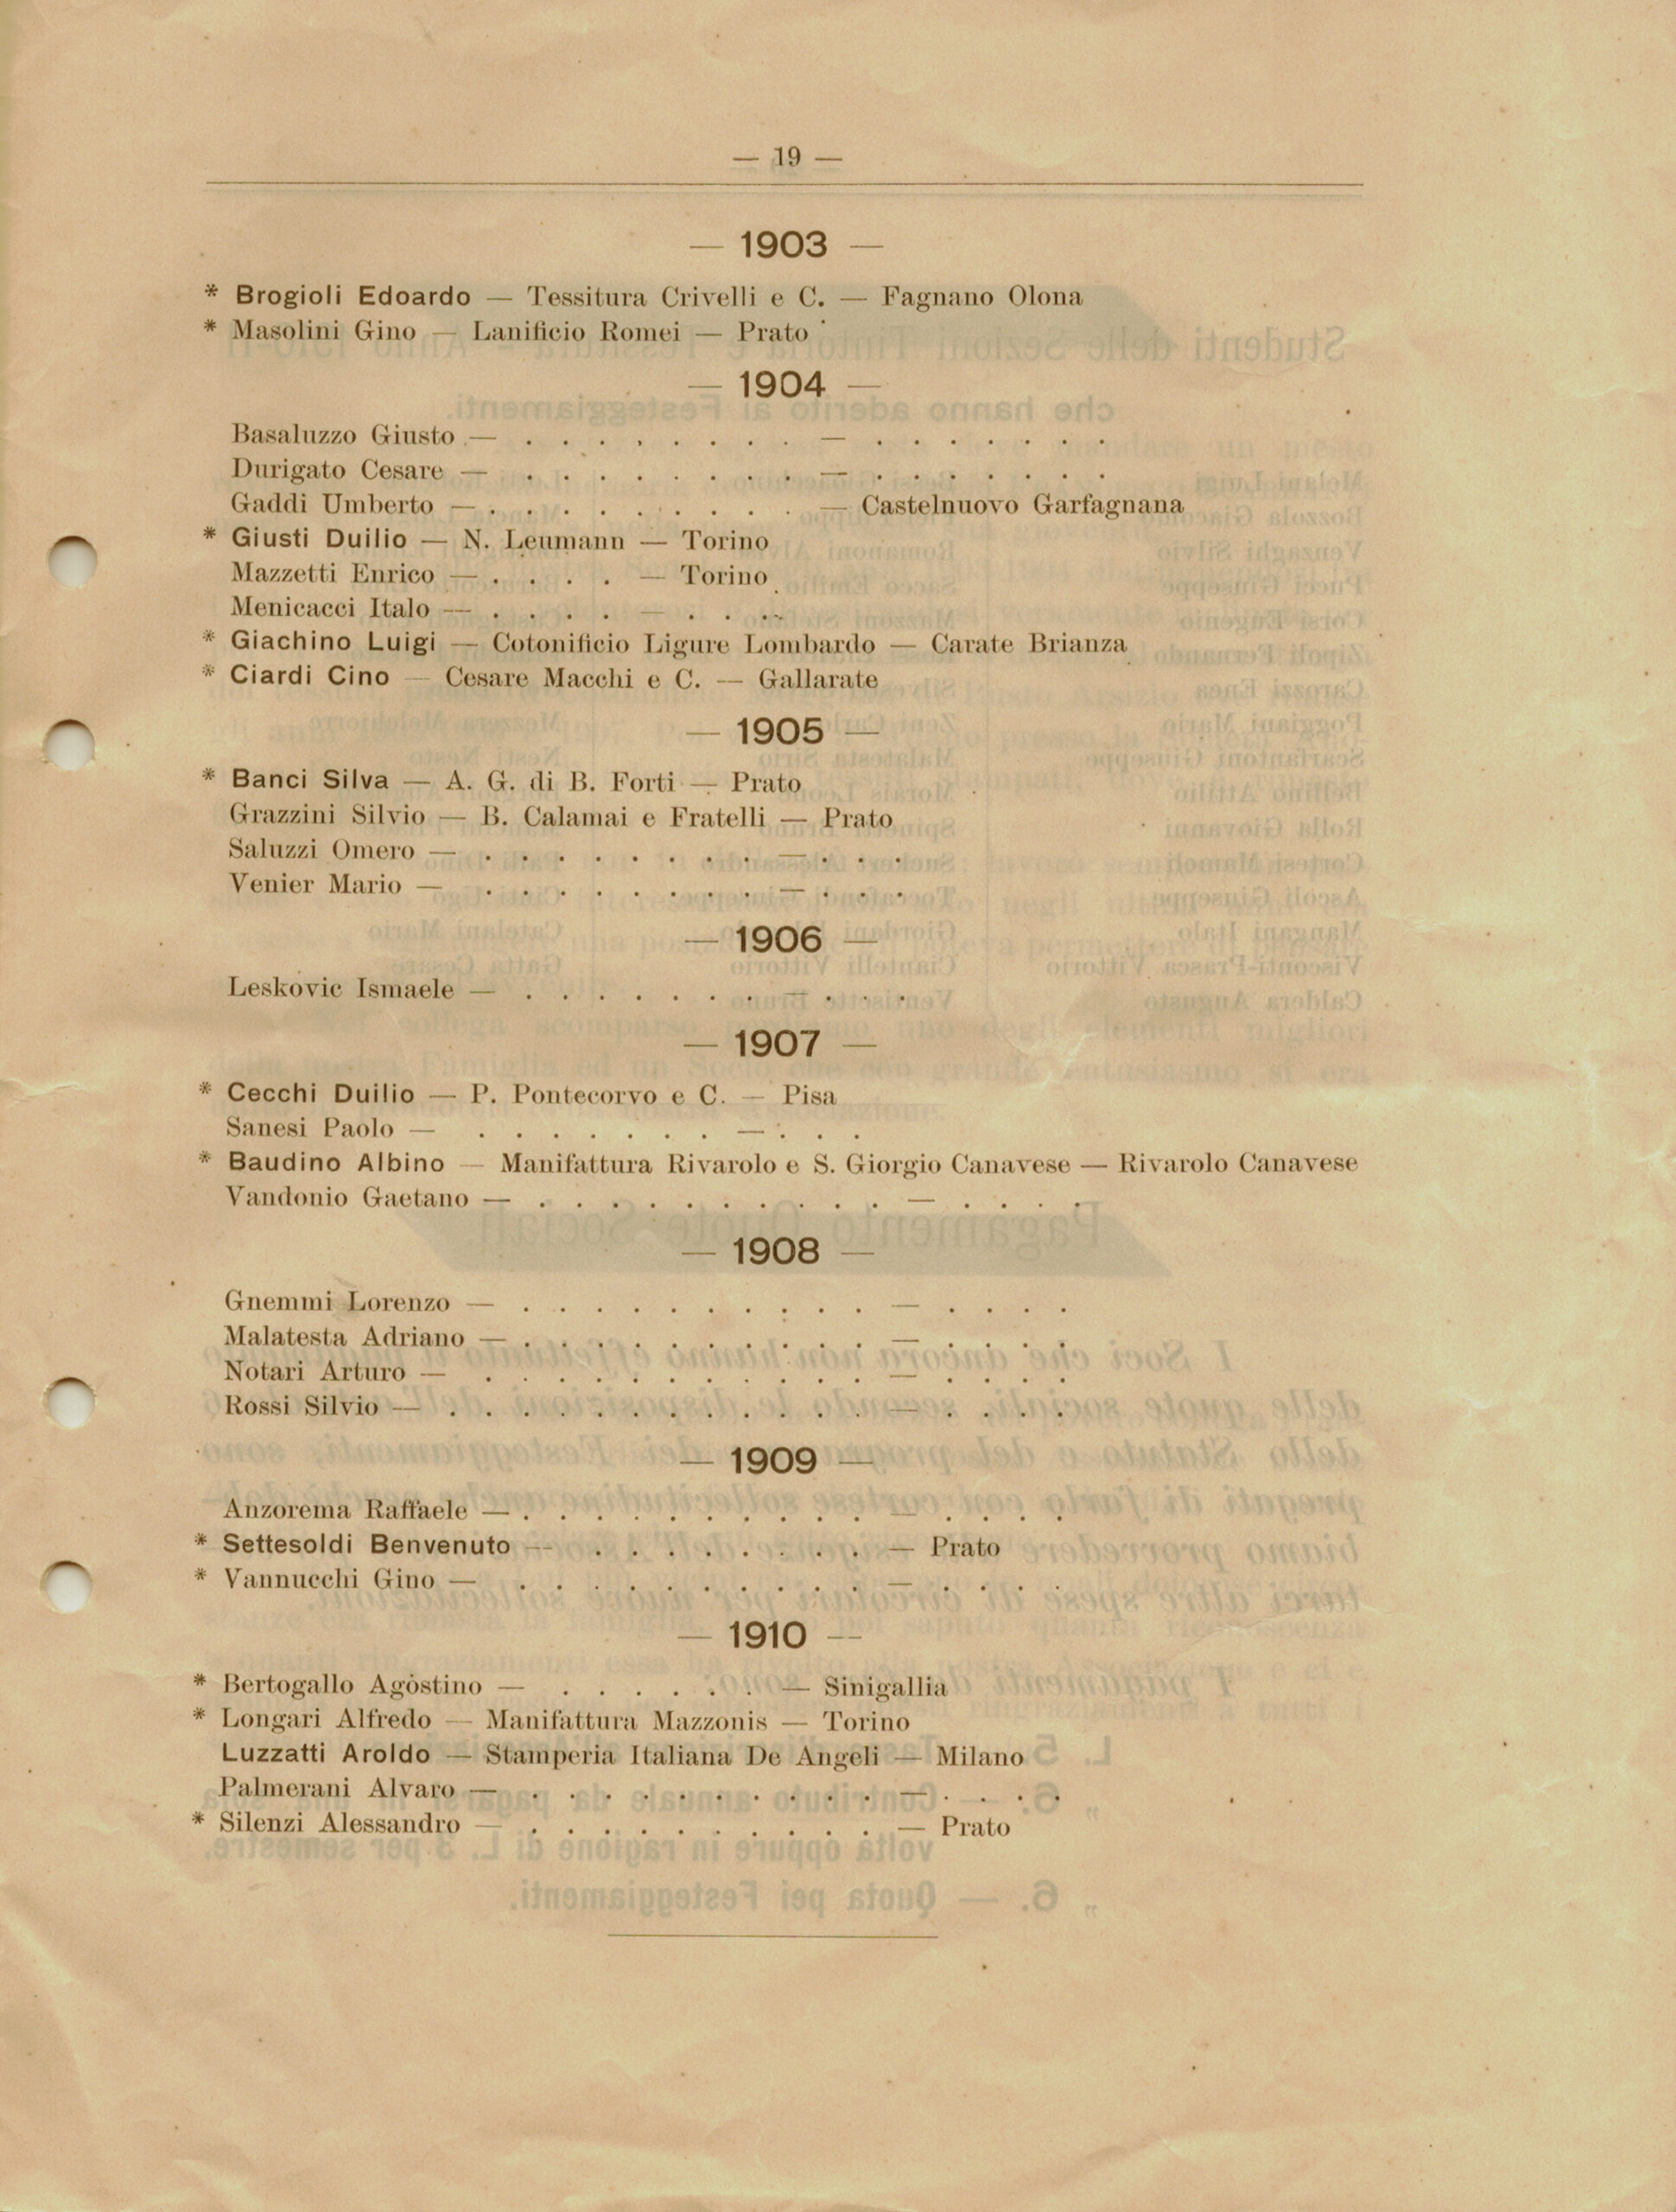 — 19 —
— 1903 —
* Brogioli Edoardo — Tessitura Crivelli e C. — Fagnano Olona
* Masolini Gino — Lanificio Romei — Prato
— 1904 —
Basaluzzo Giusto — . . . . . . . . — . . . . . . .
Durigato Cesare — . . . . . . . . — . . . . . . .
Gaddi Umberto — . . . . . . . . . — Castelnuovo Garfagnana
* Giusti Duilio — N. Leumann — Torino
Mazzetti Enrico — . . . . — Torino
Menicacci Italo — . . . . — . . . .
* Giachino Luigi — Cotonificio Ligure Lombardo — Carate Brianza
* Ciardi Cino — Cesare Macchi e C. — Gallarate
— 1905 —
* Banci Silva — A. G. di B. Forti — Prato
Grazzini Silvio — B. Calamai e Fratelli — Prato
Saluzzi Omero — . . . . . . . . — . . . .
Venier Mario — . . . . . . . . — . . . .
— 1906 —
Leskovic Ismaele — . . . . . . . — . . . .
— 1907 —
* Cecchi Duilio — P. Pontecorvo e C. — Pisa
Sanesi Paolo — . . . . . . . — . . .
* Baudino Albino — Manifattura Rivarolo e S. Giorgio Canavese — Rivarolo Canavese
Vandonio Gaetano — . . . . . . . . . . — . . . .
— 1908 —
Gnemmi Lorenzo — . . . . . . . . . . . — . . . .
Malatesta Adriano — . . . . . . . . . . . — . . . .
Notari Arturo — . . . . . . . . . . . — . . . .
Rossi Silvio — . . . . . . . . . . . . — . . . .
— 1909 —
Anzorema Raffaele — . . . . . . . . . . — . . . .
* Settesoldi Benvenuto — . . . . . . . . — Prato
* Vannucchi Gino — . . . . . . . . . . — . . . .
— 1910 —
* Bertogallo Agostino — . . . . . . — Sinigallia
* Longari Alfredo — Manifattura Mazzonis — Torino
Luzzatti Aroldo — Stamperia Italiana De Angeli — Milano
Palmerani Alvaro — . . . . . . . . . . — . . . .
* Silenzi Alessandro — . . . . . . . . . . — Prato